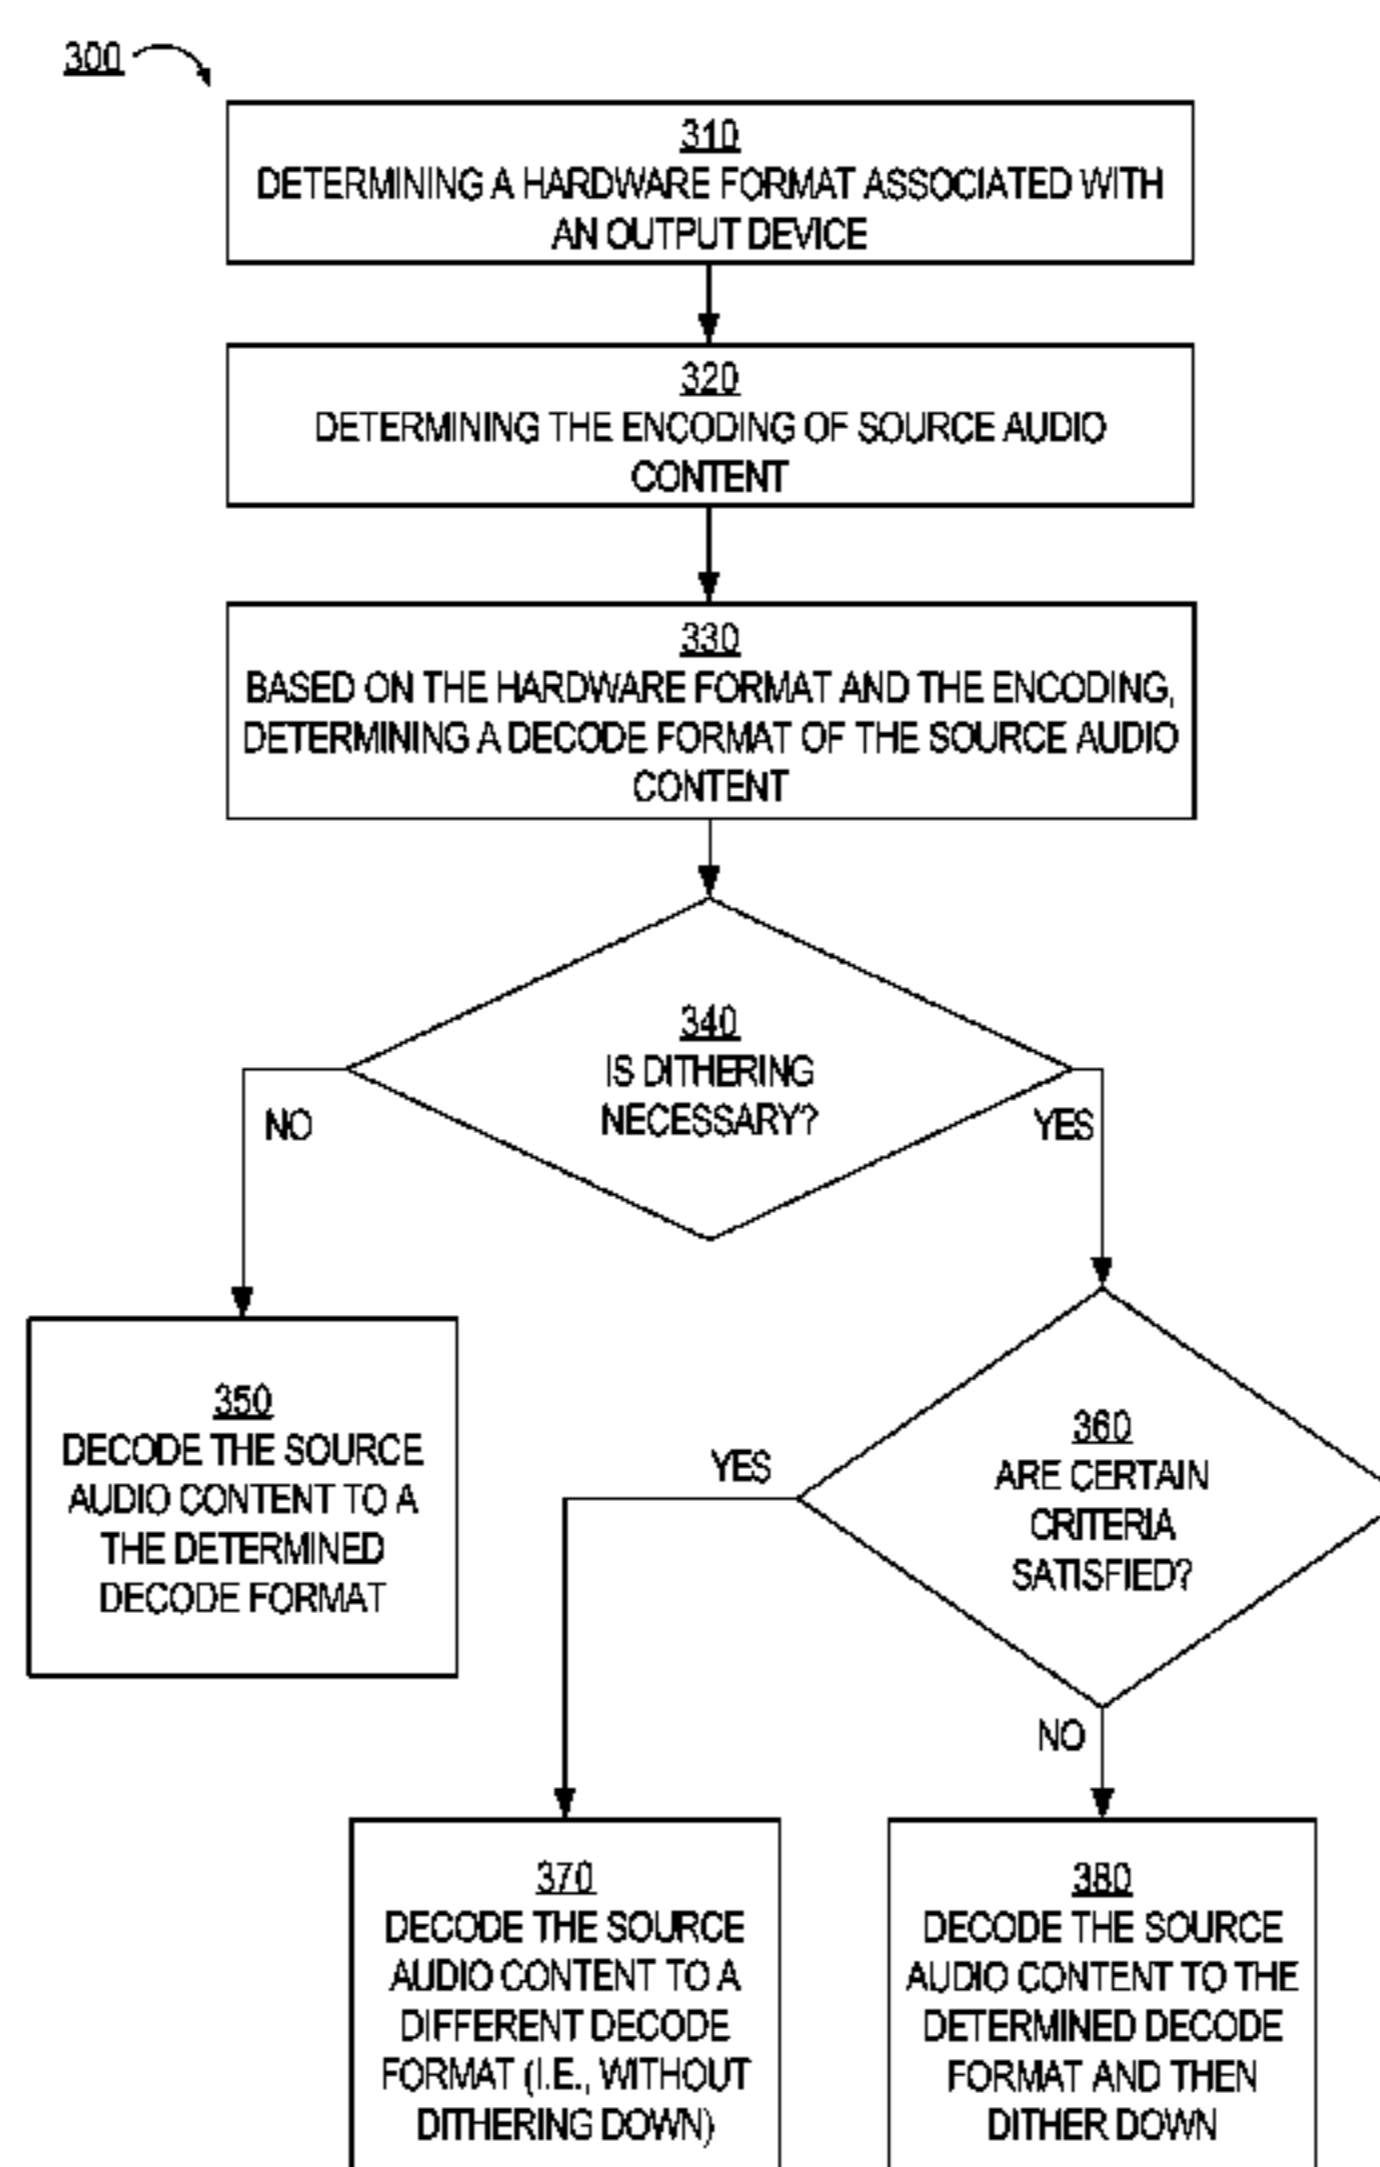 300
310
DETERMINING A HARDWARE FORMAT ASSOCIATED WITH
AN OUTPUT DEVICE
320
DETERMINING THE ENCODING OF SOURCE AUDIO
CONTENT
330
BASED ON THE HARDWARE FORMAT AND THE ENCODING,
DETERMINING A DECODE FORMAT OF THE SOURCE AUDIO
CONTENT
340
IS DITHERING
NECESSARY?
NO
YES
350
DECODE THE SOURCE
AUDIO CONTENT TO A
THE DETERMINED
DECODE FORMAT
360
ARE CERTAIN
CRITERIA
SATISFIED?
YES
NO
370
DECODE THE SOURCE
AUDIO CONTENT TO A
DIFFERENT DECODE
FORMAT (I.E., WITHOUT
DITHERING DOWN)
380
DECODE THE SOURCE
AUDIO CONTENT TO THE
DETERMINED DECODE
FORMAT AND THEN
DITHER DOWN